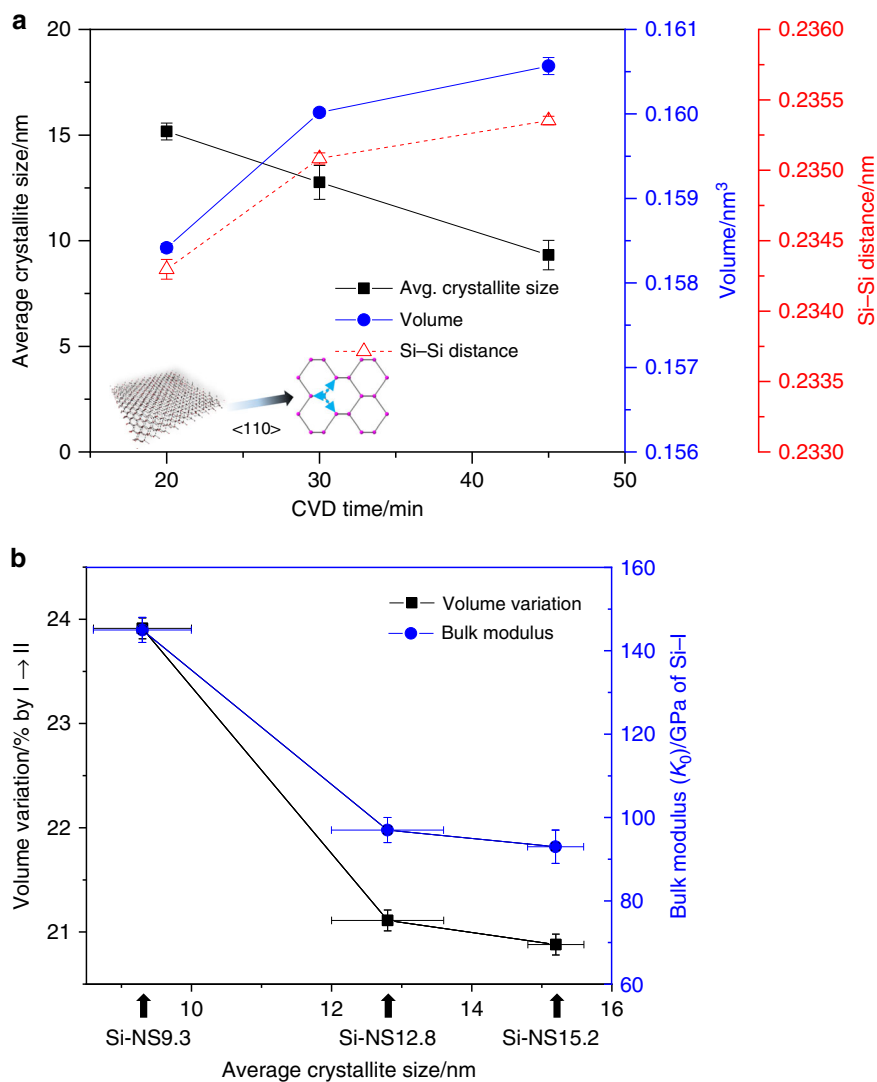 a
20
15
10
5
0
Average crystallite size/nm
20
30
40
50
CVD time/min
0.161
0.160
0.159
0.158
0.157
0.156
Volume/nm³
0.2360
0.2355
0.2350
0.2345
0.2340
0.2335
0.2330
Si–Si distance/nm
Avg. crystallite size
Volume
Si–Si distance
<110>
b
24
23
22
21
Volume variation/% by I → II
160
140
120
100
80
60
Bulk modulus (K₀)/GPa of Si–I
Volume variation
Bulk modulus
10
12
14
16
Si-NS9.3
Si-NS12.8
Si-NS15.2
Average crystallite size/nm